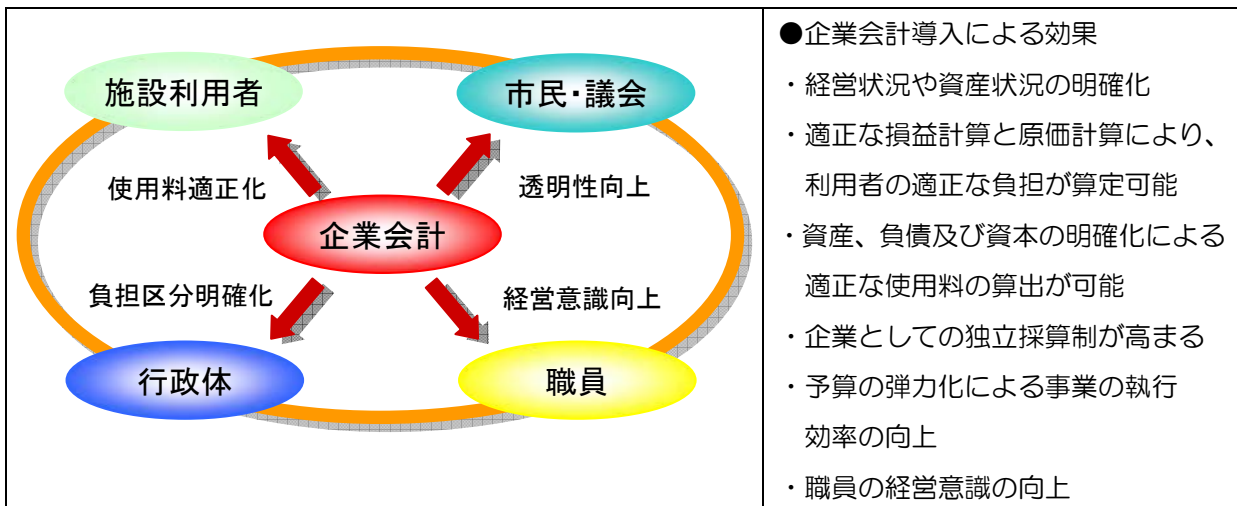 施設利用者
市民・議会
使用料適正化
透明性向上
企業会計
負担区分明確化
経営意識向上
行政体
職員
●企業会計導入による効果
・経営状況や資産状況の明確化
・適正な損益計算と原価計算により、
利用者の適正な負担が算定可能
・資産、負債及び資本の明確化による
適正な使用料の算出が可能
・企業としての独立採算制が高まる
・予算の弾力化による事業の執行
効率の向上
・職員の経営意識の向上